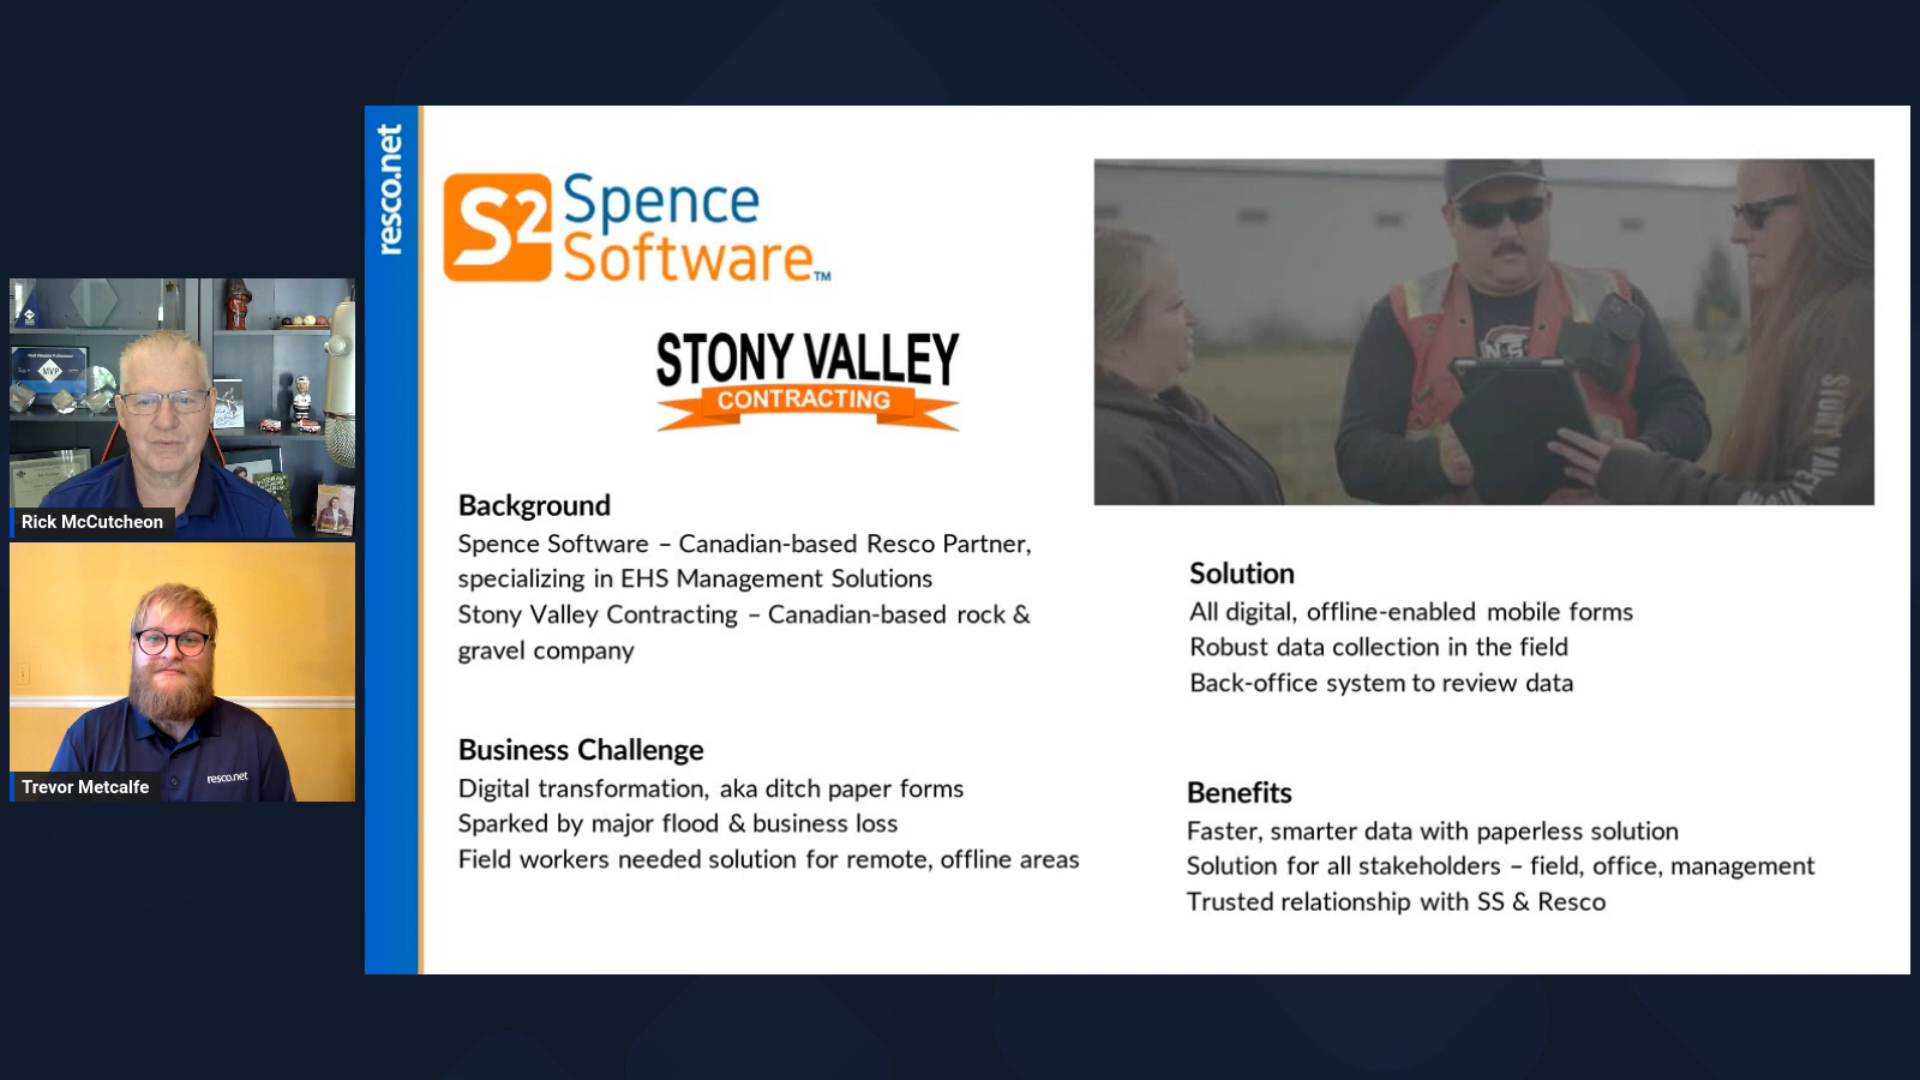 resco.net
S2 Spence
Software™
STONY VALLEY
CONTRACTING
Background
Spence Software – Canadian-based Resco Partner,
specializing in EHS Management Solutions
Stony Valley Contracting – Canadian-based rock &
gravel company
Business Challenge
Digital transformation, aka ditch paper forms
Sparked by major flood & business loss
Field workers needed solution for remote, offline areas
STONY VALLEY
Solution
All digital, offline-enabled mobile forms
Robust data collection in the field
Back-office system to review data
Benefits
Faster, smarter data with paperless solution
Solution for all stakeholders – field, office, management
Trusted relationship with SS & Resco
MVP
Rick McCutcheon
resco.net
Trevor Metcalfe